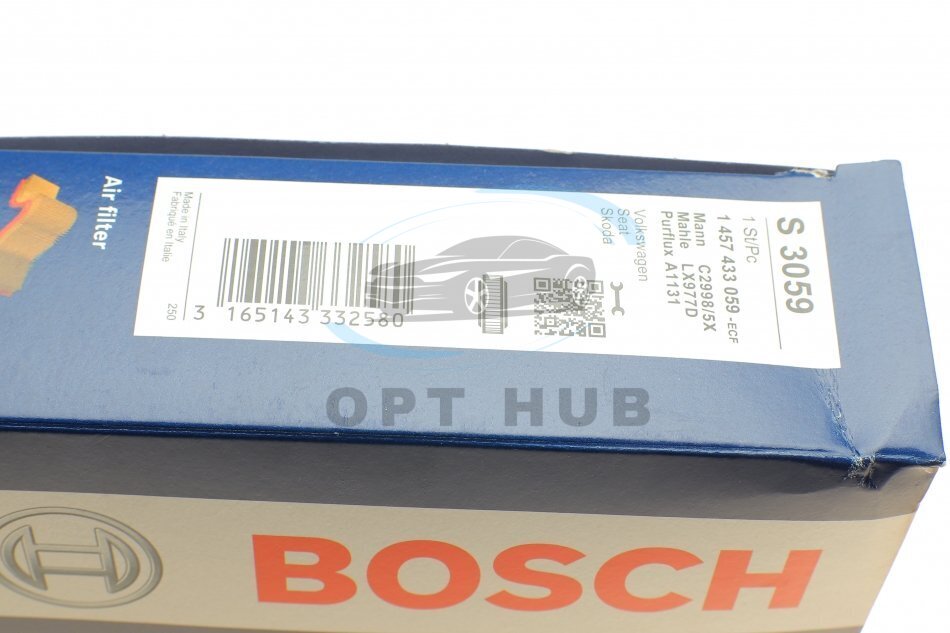 Air filter
S 3059
1 St/Pc
1 457 433 059 -ECF
Mann C2998/5X
Mahle LX977D
Purflux A1131
Volkswagen
Seat
Skoda
Made in Italy
Fabriqué en Italie
250
3 165143 332580
OPT HUB
BOSCH